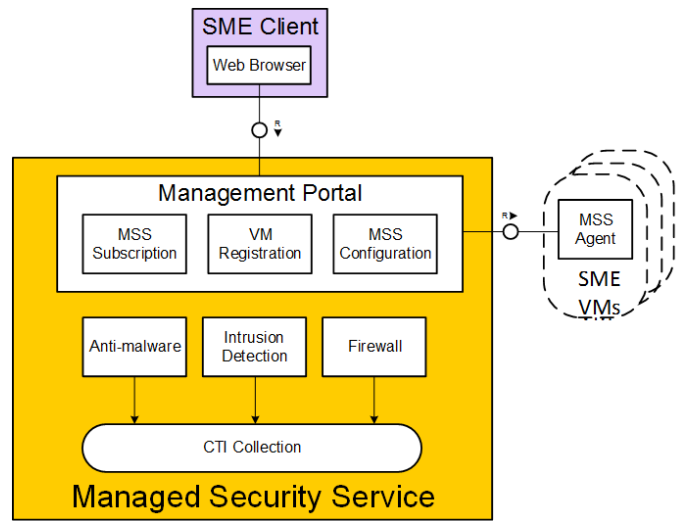 SME Client
Web Browser
R
Management Portal
MSS
Subscription
VM
Registration
MSS
Configuration
R
MSS
Agent
SME
VMs
Anti-malware
Intrusion
Detection
Firewall
CTI Collection
Managed Security Service